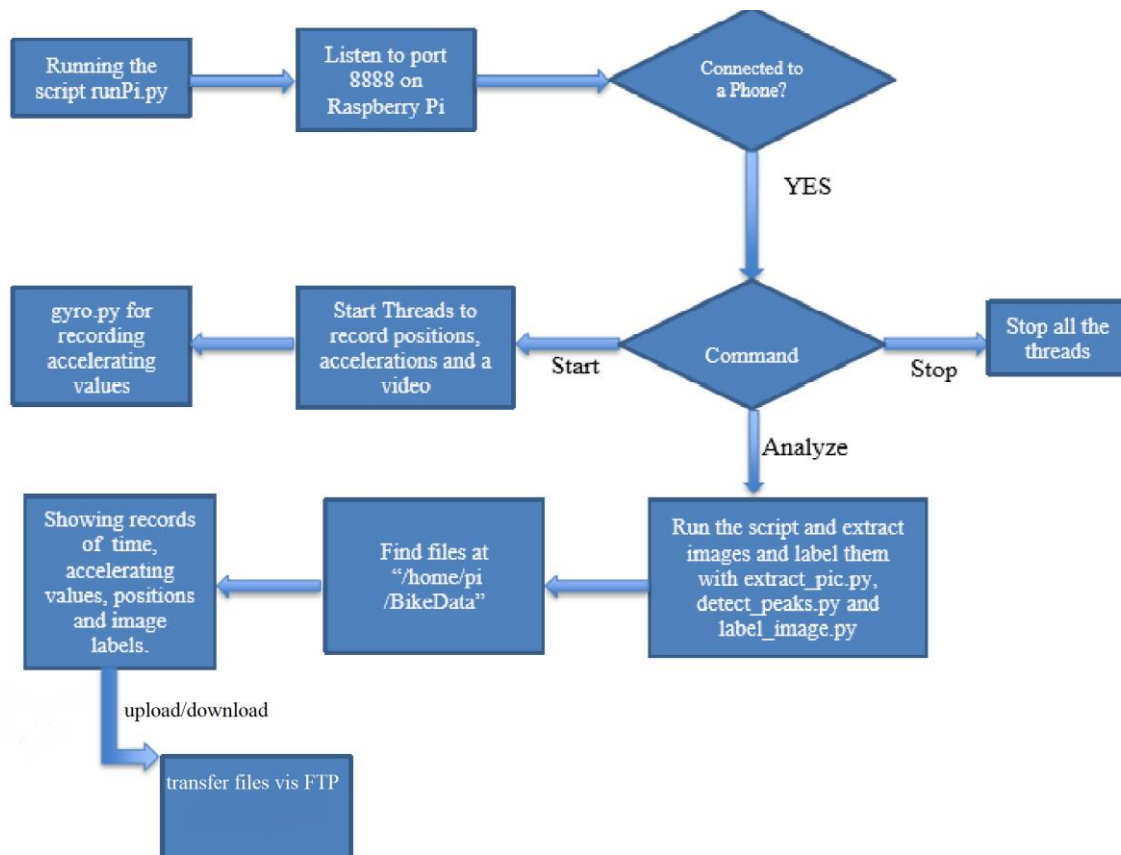 Running the
script runPi.py
Listen to port
8888 on
Raspberry Pi
Connected to
a Phone?
YES
gyro.py for
recording
accelerating
values
Start Threads to
record positions,
accelerations and a
video
Start
Command
Stop
Stop all the
threads
Analyze
Showing records
of time,
accelerating
values, positions
and image
labels.
Find files at
“/home/pi
/BikeData”
Run the script and extract
images and label them
with extract_pic.py,
detect_peaks.py and
label_image.py
upload/download
transfer files vis FTP